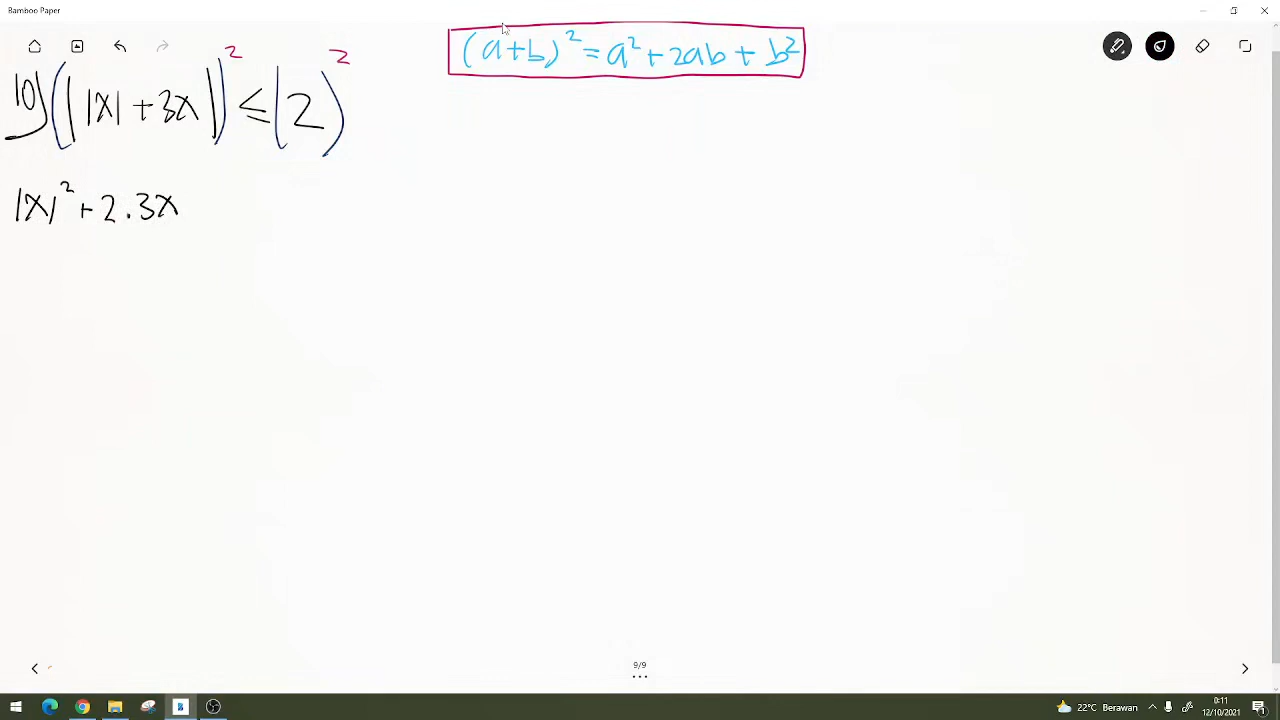 Bamboo Paper
(a+b)² = a² + 2ab + b²
10) (||x| + 3x|)² ≤ (2)²
|x|² + 2.3x
9/9
22°C Berawan
0:11
12/10/2021
1